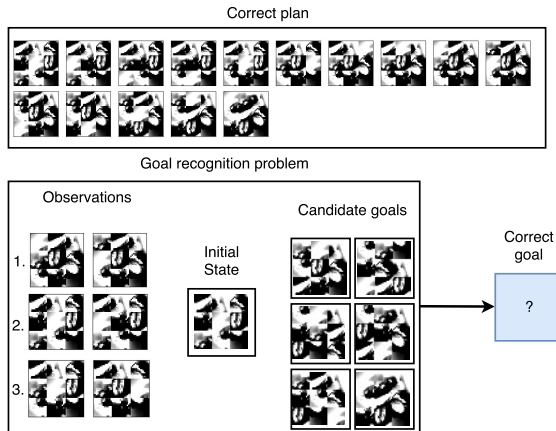 Correct plan
Goal recognition problem
Observations
Candidate goals
Initial
State
Correct
goal
1.
2.
3.
?